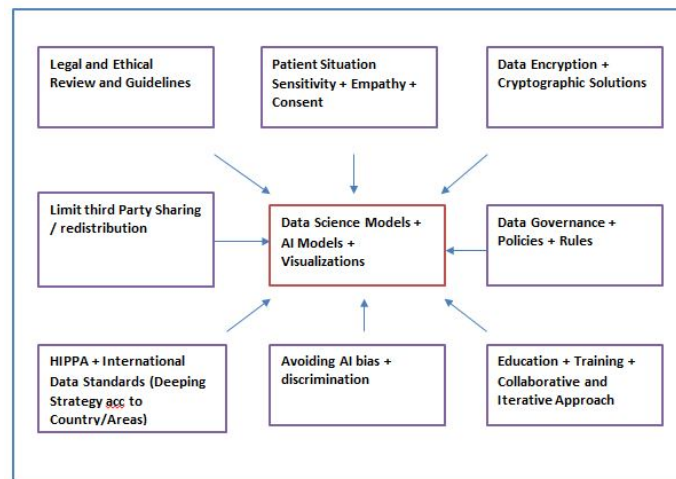 Legal and Ethical
Review and Guidelines
Patient Situation
Sensitivity + Empathy +
Consent
Data Encryption +
Cryptographic Solutions
Limit third Party Sharing
/ redistribution
Data Science Models +
AI Models +
Visualizations
Data Governance +
Policies + Rules
HIPPA + International
Data Standards (Deeping
Strategy acc to
Country/Areas)
Avoiding AI bias +
discrimination
Education + Training +
Collaborative and
Iterative Approach